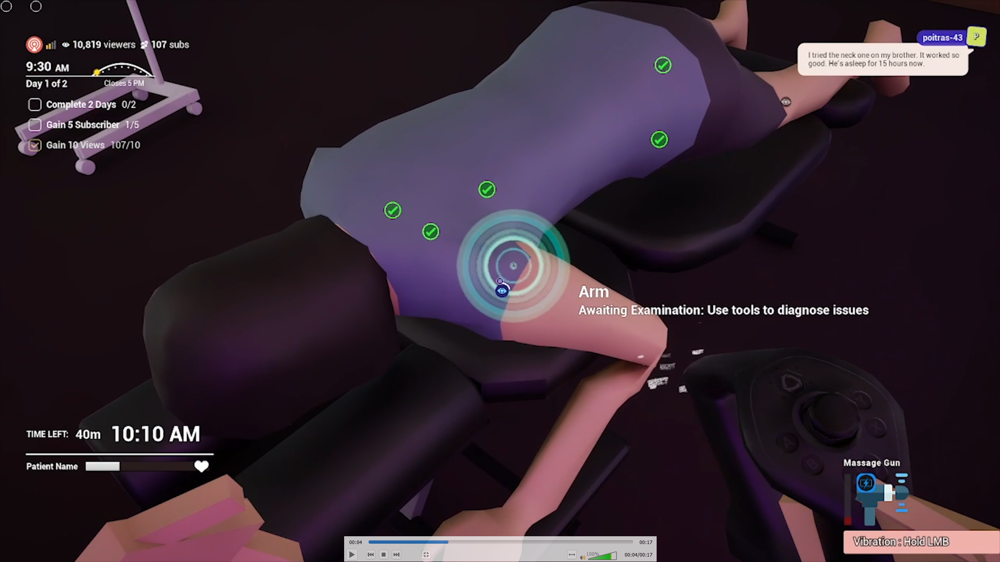 10,819 viewers 107 subs
9:30 AM
Day 1 of 2 Closes 5 PM
Complete 2 Days 0/2
Gain 5 Subscriber 1/5
Gain 10 Views 107/10
poitras-43
P
I tried the neck one on my brother. It worked so
good. He's asleep for 15 hours now.
Arm
Awaiting Examination: Use tools to diagnose issues
TIME LEFT: 40m 10:10 AM
Patient Name
Y
X
A
B
Massage Gun
Vibration : Hold LMB
00:04 00:17
100% 00:04/00:17